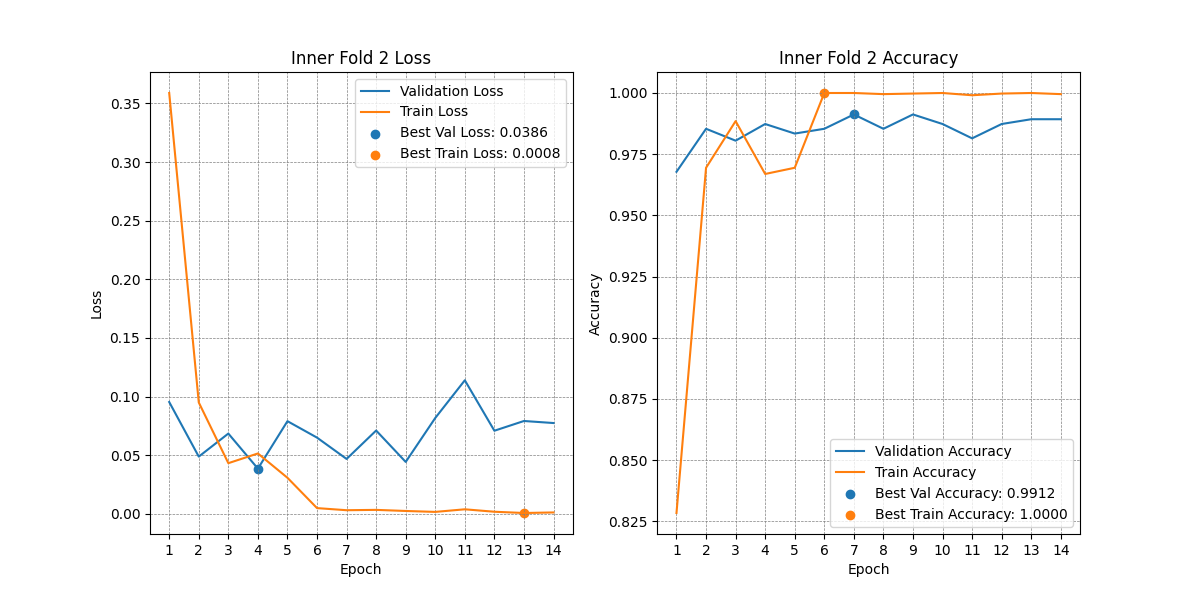 Inner Fold 2 Loss
Loss
0.35
0.30
0.25
0.20
0.15
0.10
0.05
0.00
Validation Loss
Train Loss
Best Val Loss: 0.0386
Best Train Loss: 0.0008
1 2 3 4 5 6 7 8 9 10 11 12 13 14
Epoch
Inner Fold 2 Accuracy
Accuracy
1.000
0.975
0.950
0.925
0.900
0.875
0.850
0.825
Validation Accuracy
Train Accuracy
Best Val Accuracy: 0.9912
Best Train Accuracy: 1.0000
1 2 3 4 5 6 7 8 9 10 11 12 13 14
Epoch